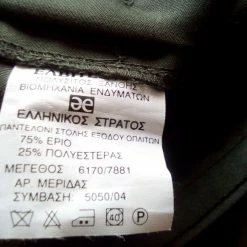 ΒΙΟΜΗΧΑΝΙΑ ΕΝΔΥΜΑΤΩΝ
ΕΛΛΗΝΙΚΟΣ ΣΤΡΑΤΟΣ
ΠΑΝΤΕΛΟΝΙ ΣΤΟΛΗΣ ΕΞΟΔΟΥ ΟΠΛΙΤΩΝ
75% ΕΡΙΟ
25% ΠΟΛΥΕΣΤΕΡΑΣ
ΜΕΓΕΘΟΣ 6170/7881
ΑΡ. ΜΕΡΙΔΑΣ
ΣΥΜΒΑΣΗ: 5050/04
40 P